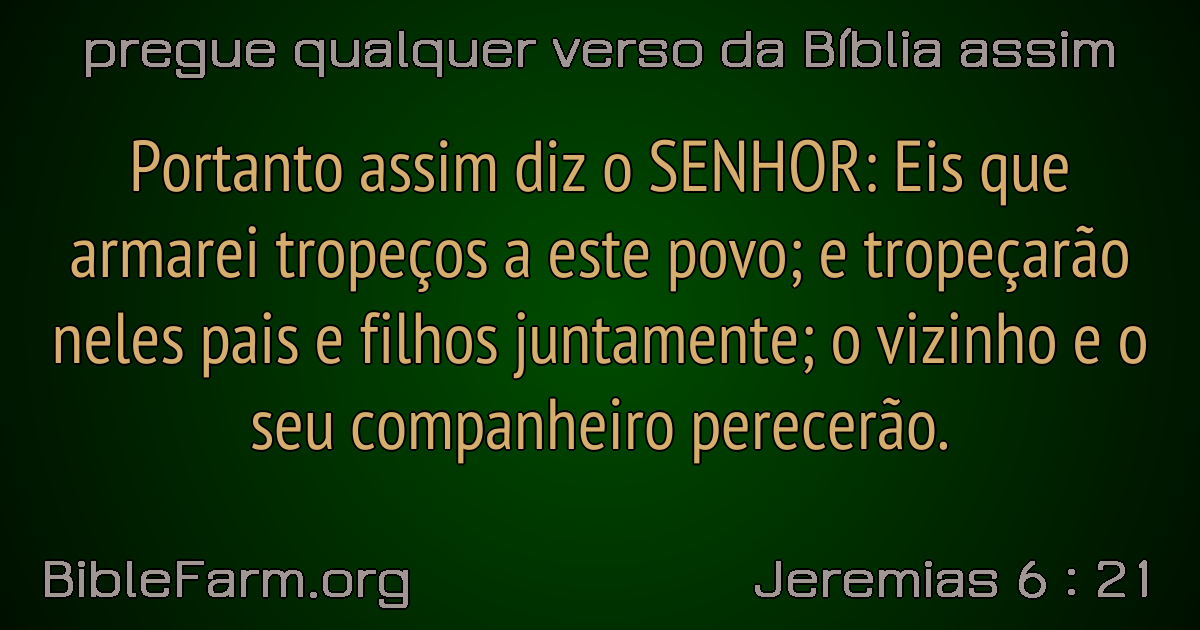 pregue qualquer verso da Bíblia assim
Portanto assim diz o SENHOR: Eis que
armarei tropeços a este povo; e tropeçarão
neles pais e filhos juntamente; o vizinho e o
seu companheiro perecerão.
BibleFarm.org
Jeremias 6 : 21